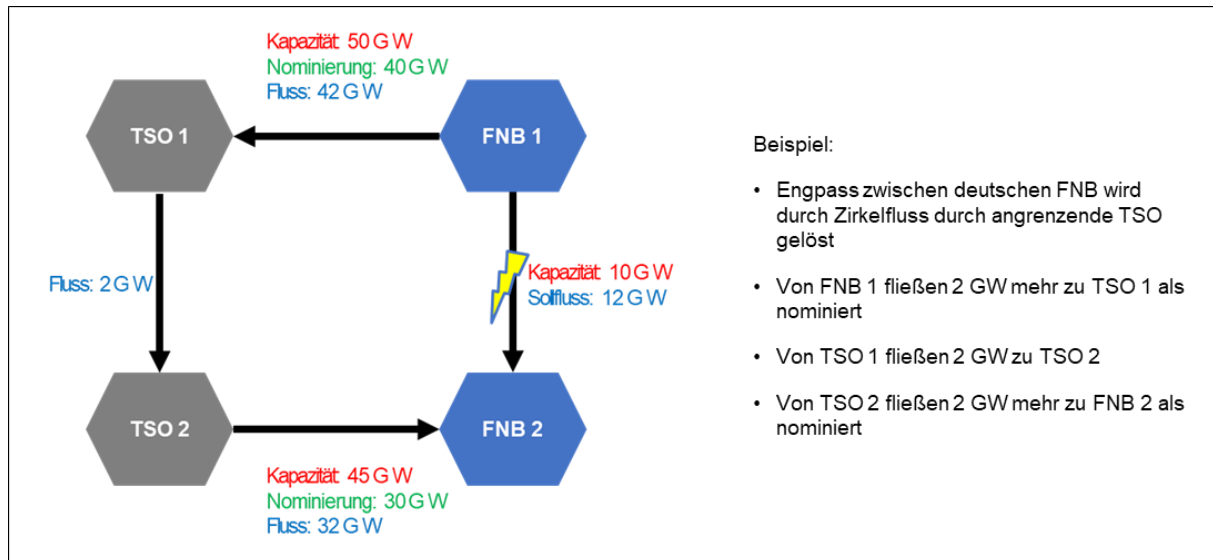 Kapazität: 50 GW
Nominierung: 40 GW
Fluss: 42 GW
TSO 1
FNB 1
Fluss: 2 GW
Kapazität: 10 GW
Sollfluss: 12 GW
TSO 2
FNB 2
Kapazität: 45 GW
Nominierung: 30 GW
Fluss: 32 GW
Beispiel:
• Engpass zwischen deutschen FNB wird
durch Zirkelfluss durch angrenzende TSO
gelöst
• Von FNB 1 fließen 2 GW mehr zu TSO 1 als
nominiert
• Von TSO 1 fließen 2 GW zu TSO 2
• Von TSO 2 fließen 2 GW mehr zu FNB 2 als
nominiert